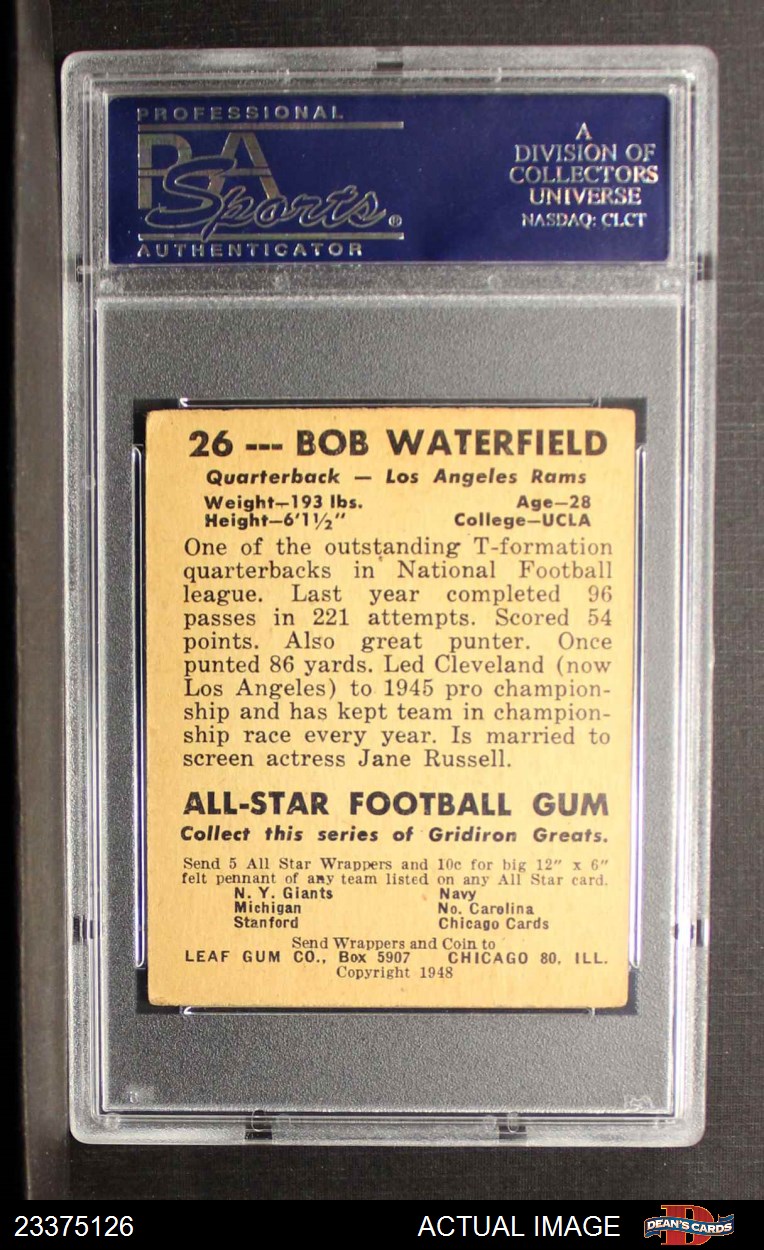 PROFESSIONAL
PSA
Sports®
AUTHENTICATOR
A
DIVISION OF
COLLECTORS
UNIVERSE
NASDAQ: CLCT
26 --- BOB WATERFIELD
Quarterback — Los Angeles Rams
Weight—193 lbs. Age—28
Height—6'1½" College—UCLA
One of the outstanding T-formation
quarterbacks in National Football
league. Last year completed 96
passes in 221 attempts. Scored 54
points. Also great punter. Once
punted 86 yards. Led Cleveland (now
Los Angeles) to 1945 pro champion-
ship and has kept team in champion-
ship race every year. Is married to
screen actress Jane Russell.
ALL-STAR FOOTBALL GUM
Collect this series of Gridiron Greats.
Send 5 All Star Wrappers and 10c for big 12" x 6"
felt pennant of any team listed on any All Star card.
N. Y. Giants Navy
Michigan No. Carolina
Stanford Chicago Cards
Send Wrappers and Coin to
LEAF GUM CO., Box 5907 CHICAGO 80, ILL.
Copyright 1948
23375126 ACTUAL IMAGE DEAN'S CARDS